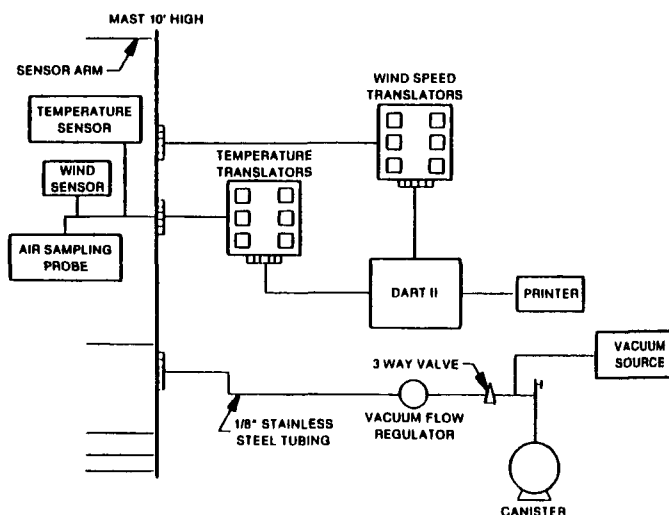 MAST 10' HIGH
SENSOR ARM
TEMPERATURE
SENSOR
WIND
SENSOR
AIR SAMPLING
PROBE
WIND SPEED
TRANSLATORS
TEMPERATURE
TRANSLATORS
DART II
PRINTER
VACUUM
SOURCE
3 WAY VALVE
1/8" STAINLESS
STEEL TUBING
VACUUM FLOW
REGULATOR
CANISTER